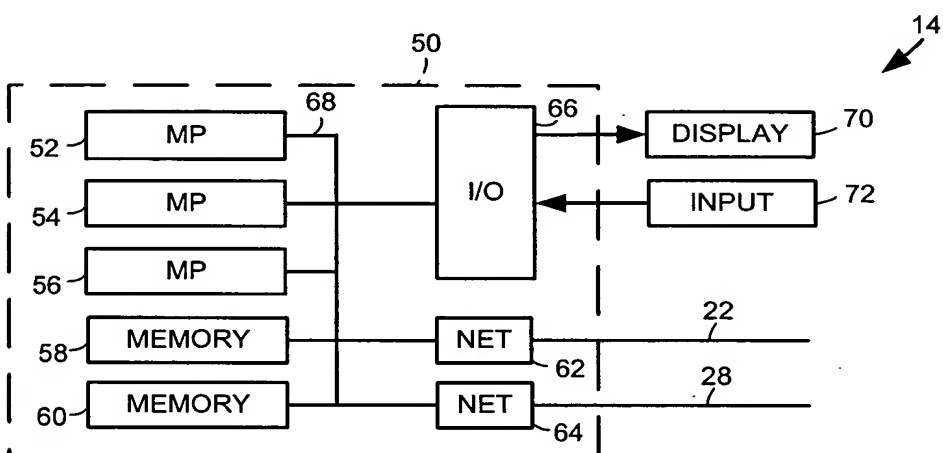 14
50
68
66
52
MP
DISPLAY
70
54
MP
I/O
INPUT
72
56
MP
22
58
MEMORY
NET
62
28
60
MEMORY
NET
64